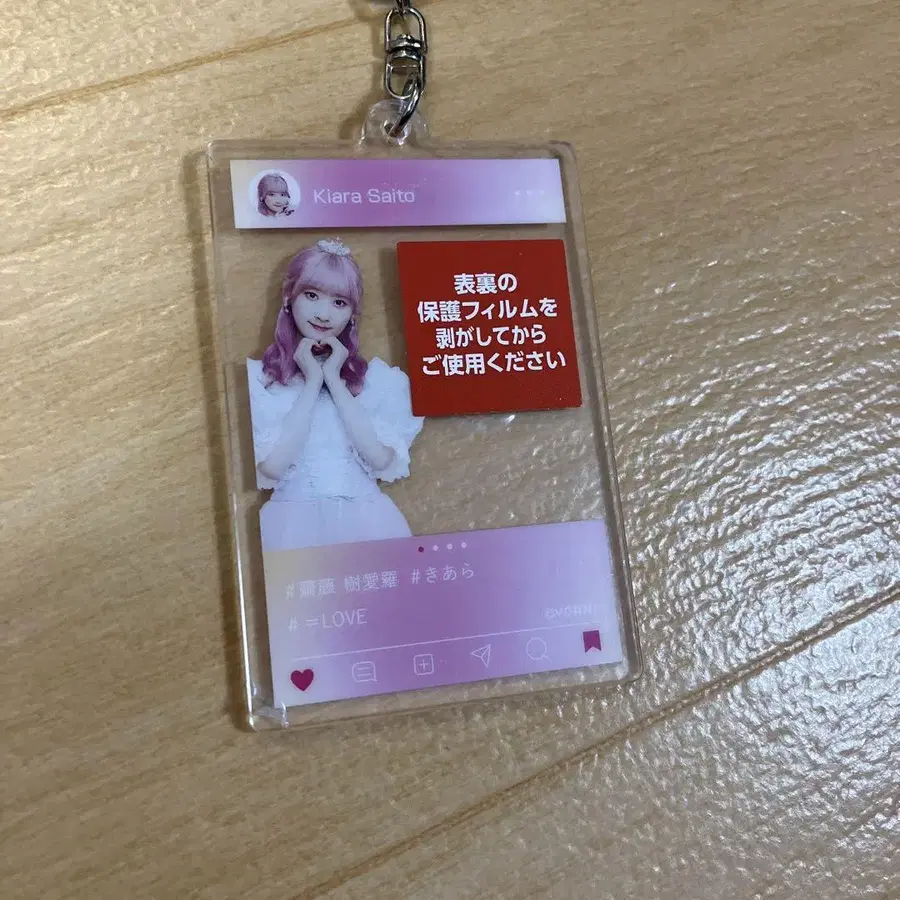 Kiara Saito
表裏の
保護フィルムを
剥がしてから
ご使用ください
#齋藤 樹愛羅 #きあら
# =LOVE